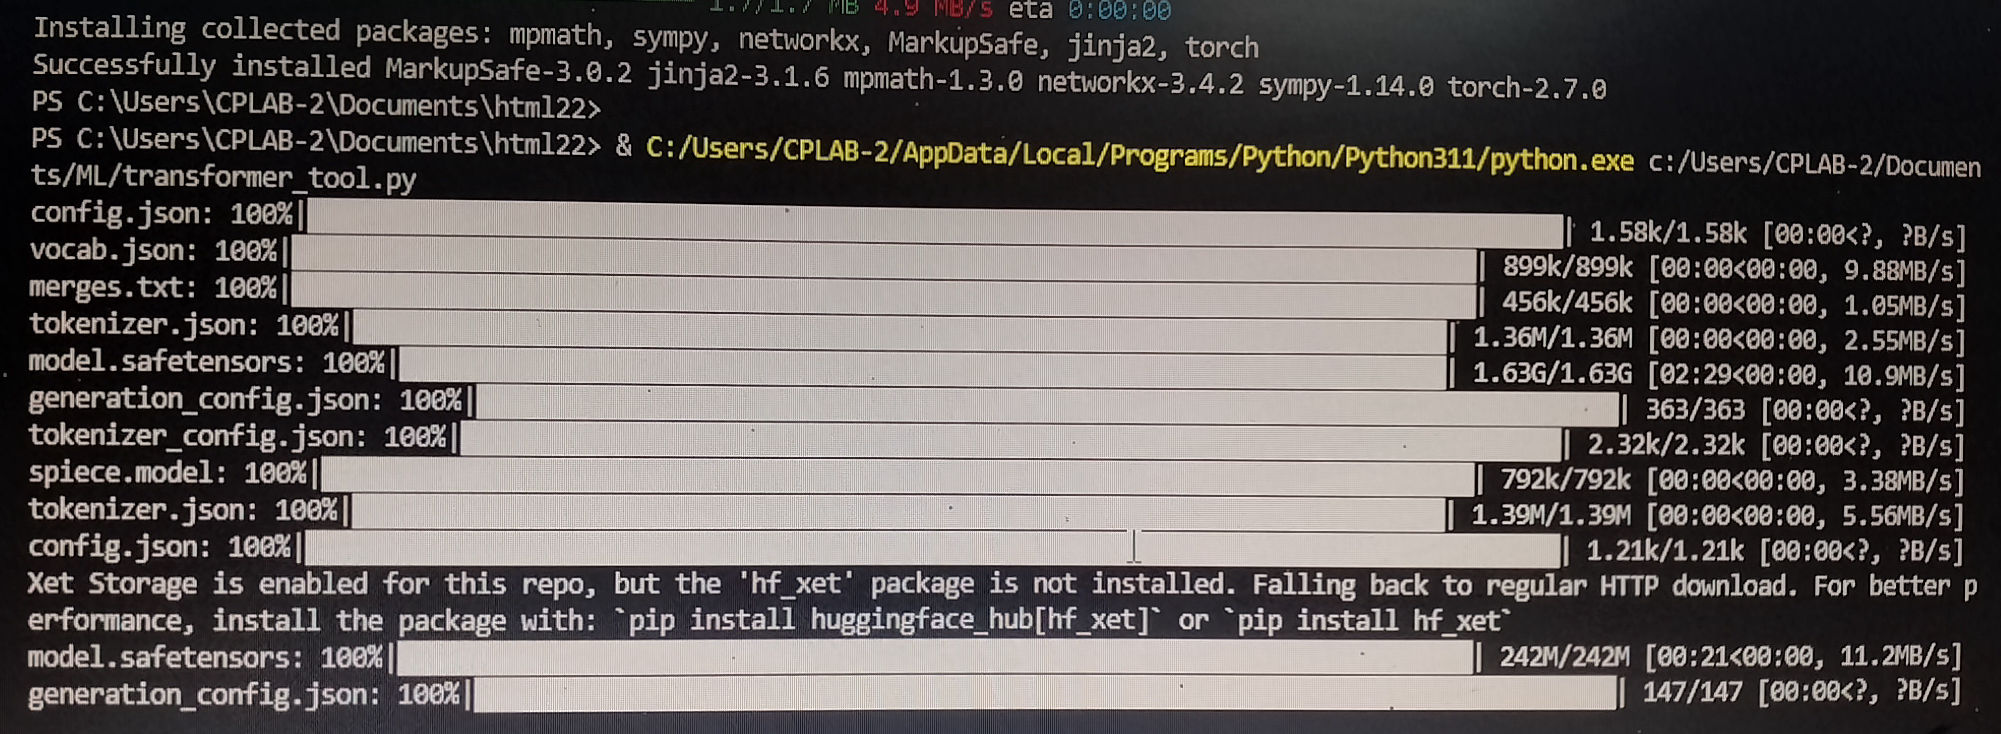 1.7/1.7 MB 4.9 MB/s eta 0:00:00
Installing collected packages: mpmath, sympy, networkx, MarkupSafe, jinja2, torch
Successfully installed MarkupSafe-3.0.2 jinja2-3.1.6 mpmath-1.3.0 networkx-3.4.2 sympy-1.14.0 torch-2.7.0
PS C:\Users\CPLAB-2\Documents\html22>
PS C:\Users\CPLAB-2\Documents\html22> & C:/Users/CPLAB-2/AppData/Local/Programs/Python/Python311/python.exe c:/Users/CPLAB-2/Documen
ts/ML/transformer_tool.py
config.json: 100%| | 1.58k/1.58k [00:00<?, ?B/s]
vocab.json: 100%| | 899k/899k [00:00<00:00, 9.88MB/s]
merges.txt: 100%| | 456k/456k [00:00<00:00, 1.05MB/s]
tokenizer.json: 100%| | 1.36M/1.36M [00:00<00:00, 2.55MB/s]
model.safetensors: 100%| | 1.63G/1.63G [02:29<00:00, 10.9MB/s]
generation_config.json: 100%| | 363/363 [00:00<?, ?B/s]
tokenizer_config.json: 100%| | 2.32k/2.32k [00:00<?, ?B/s]
spiece.model: 100%| | 792k/792k [00:00<00:00, 3.38MB/s]
tokenizer.json: 100%| | 1.39M/1.39M [00:00<00:00, 5.56MB/s]
config.json: 100%| | 1.21k/1.21k [00:00<?, ?B/s]
Xet Storage is enabled for this repo, but the 'hf_xet' package is not installed. Falling back to regular HTTP download. For better p
erformance, install the package with: `pip install huggingface_hub[hf_xet]` or `pip install hf_xet`
model.safetensors: 100%| | 242M/242M [00:21<00:00, 11.2MB/s]
generation_config.json: 100%| | 147/147 [00:00<?, ?B/s]